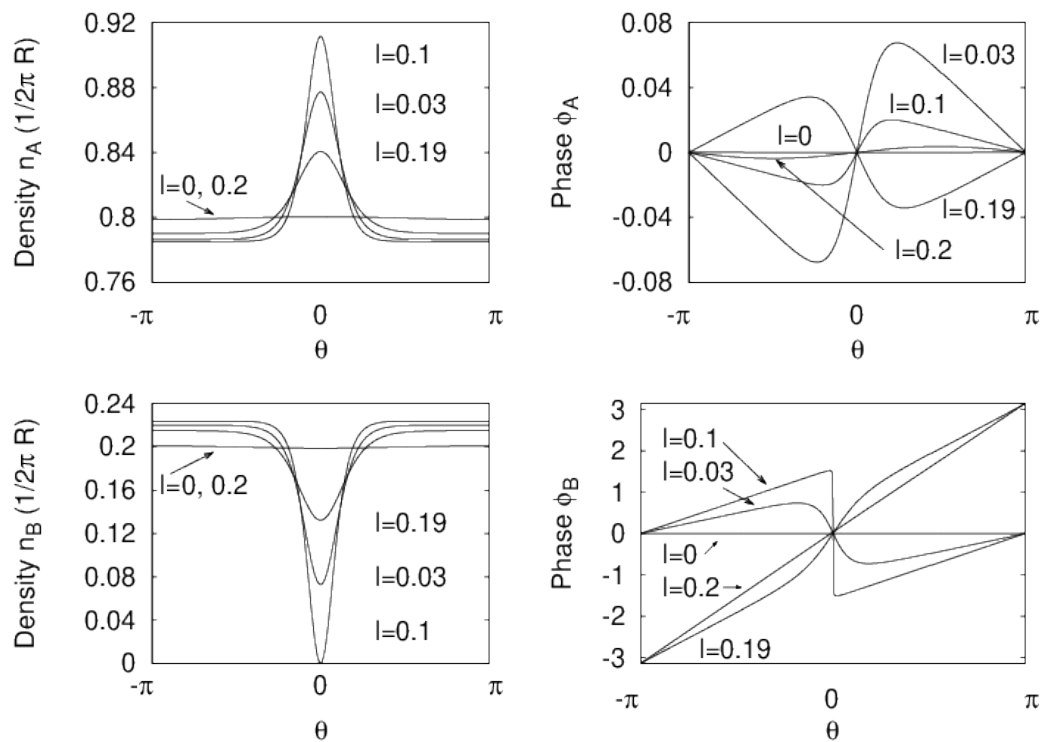 Density n_A (1/2π R)
0.92
0.88
0.84
0.8
0.76
l=0.1
l=0.03
l=0.19
l=0, 0.2
-π
0
π
θ
Phase ϕ_A
0.08
0.04
0
-0.04
-0.08
l=0.03
l=0.1
l=0
l=0.19
l=0.2
-π
0
π
θ
Density n_B (1/2π R)
0.24
0.2
0.16
0.12
0.08
0.04
0
l=0, 0.2
l=0.19
l=0.03
l=0.1
-π
0
π
θ
Phase ϕ_B
3
2
1
0
-1
-2
-3
l=0.1
l=0.03
l=0
l=0.2
l=0.19
-π
0
π
θ